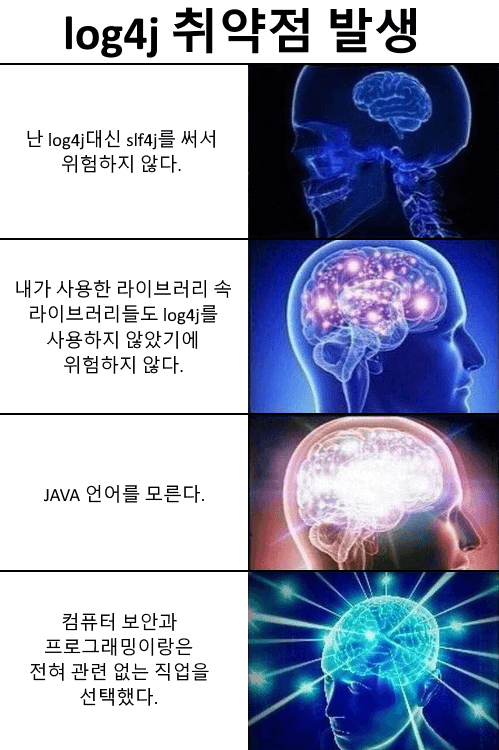 log4j 취약점 발생
난 log4j대신 slf4j를 써서
위험하지 않다.
내가 사용한 라이브러리 속
라이브러리들도 log4j를
사용하지 않았기에
위험하지 않다.
JAVA 언어를 모른다.
컴퓨터 보안과
프로그래밍이랑은
전혀 관련 없는 직업을
선택했다.